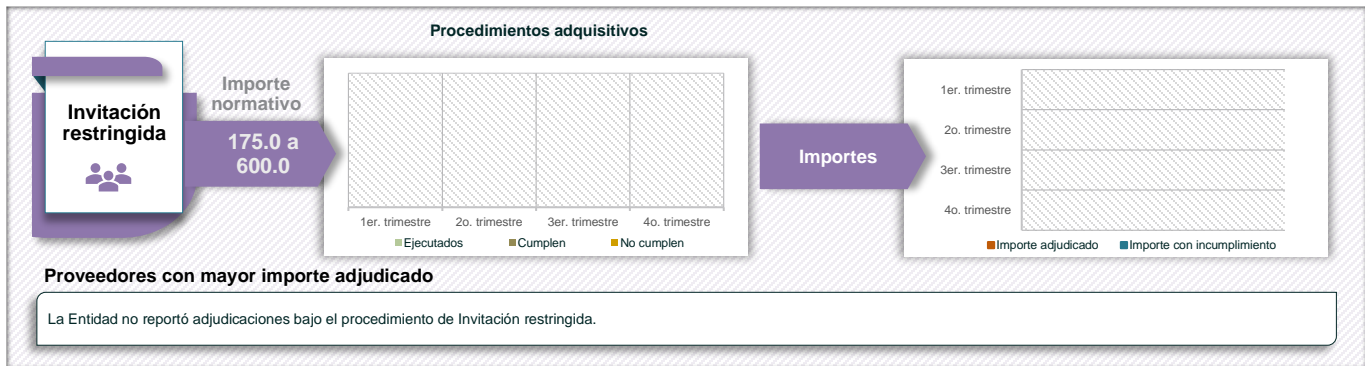 Procedimientos adquisitivos
Invitación
restringida
Importe
normativo
175.0 a
600.0
1er. trimestre 2o. trimestre 3er. trimestre 4o. trimestre
Ejecutados Cumplen No cumplen
Importes
1er. trimestre
2o. trimestre
3er. trimestre
4o. trimestre
Importe adjudicado Importe con incumplimiento
Proveedores con mayor importe adjudicado
La Entidad no reportó adjudicaciones bajo el procedimiento de Invitación restringida.